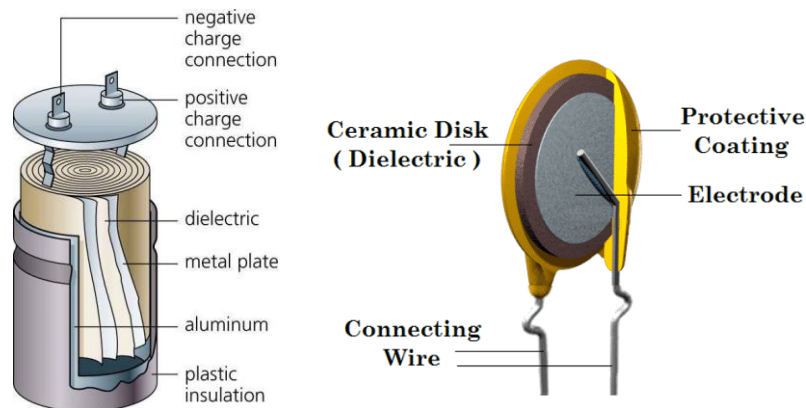 negative
charge
connection
positive
charge
connection
dielectric
metal plate
aluminum
plastic
insulation
Ceramic Disk
( Dielectric )
Protective
Coating
Electrode
Connecting
Wire